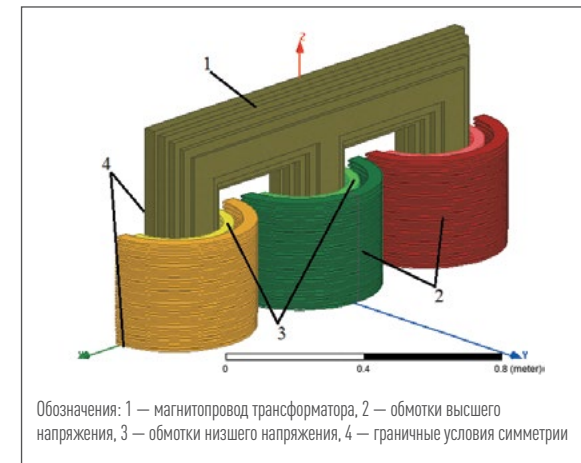 Z
1
4
2
3
Y
0 0.4 0.8 (meter)
Обозначения: 1 — магнитопровод трансформатора, 2 — обмотки высшего
напряжения, 3 — обмотки низшего напряжения, 4 — граничные условия симметрии